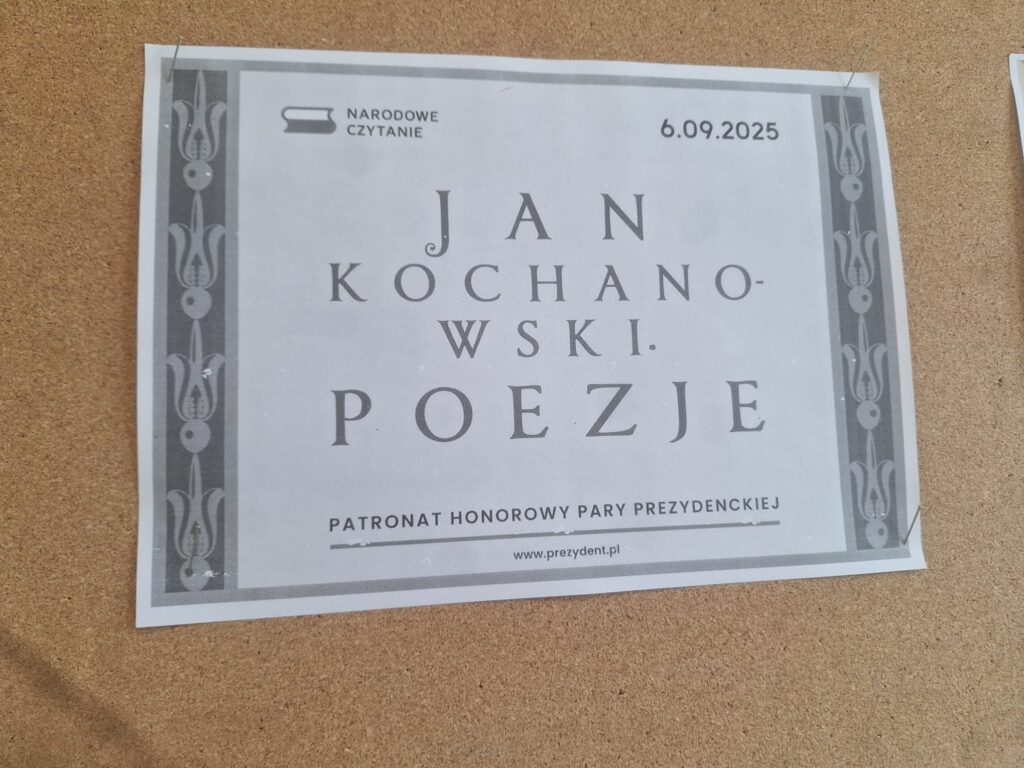 NARODOWE
CZYTANIE
6.09.2025
JAN
KOCHANO-
WSKI.
POEZJE
PATRONAT HONOROWY PARY PREZYDENCKIEJ
www.prezydent.pl